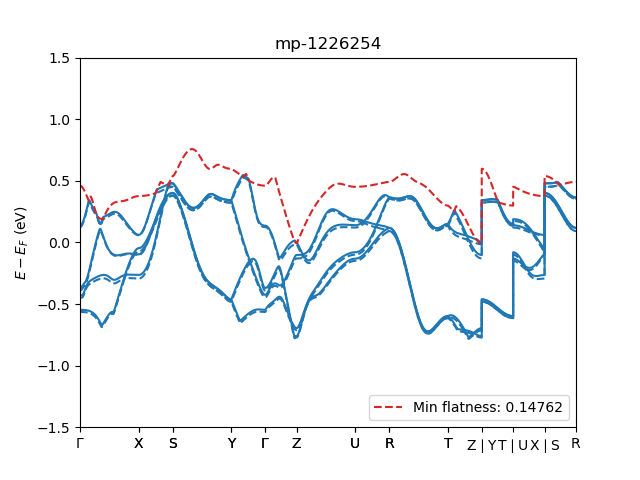 mp-1226254
E − E_F (eV)
1.5
1.0
0.5
0.0
−0.5
−1.0
−1.5
Min flatness: 0.14762
Γ X S Y Γ Z U R T Z | Y T | U X | S R